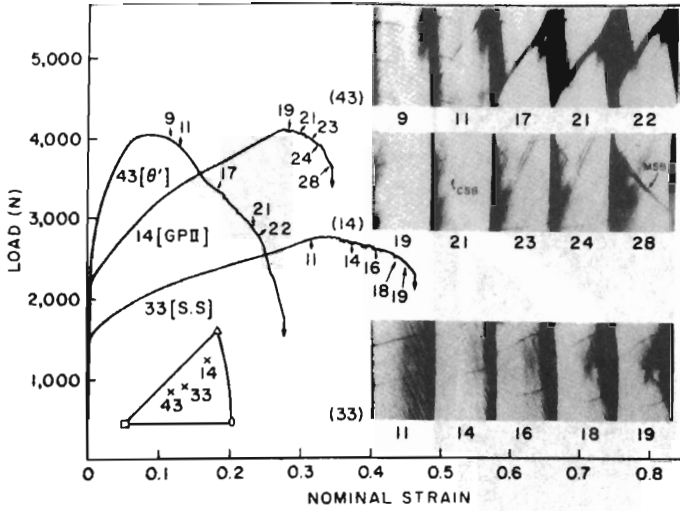 5,000
4,000
3,000
2,000
1,000
0
LOAD (N)
0 0.1 0.2 0.3 0.4 0.5 0.6 0.7 0.8
NOMINAL STRAIN
43[θ']
9
11
17
21
22
14[GPII]
19
21
23
24
28
33[S.S]
11
14
16
18
19
14
33
43
(43)
9 11 17 21 22
(14)
CSB
MSB
19 21 23 24 28
(33)
11 14 16 18 19